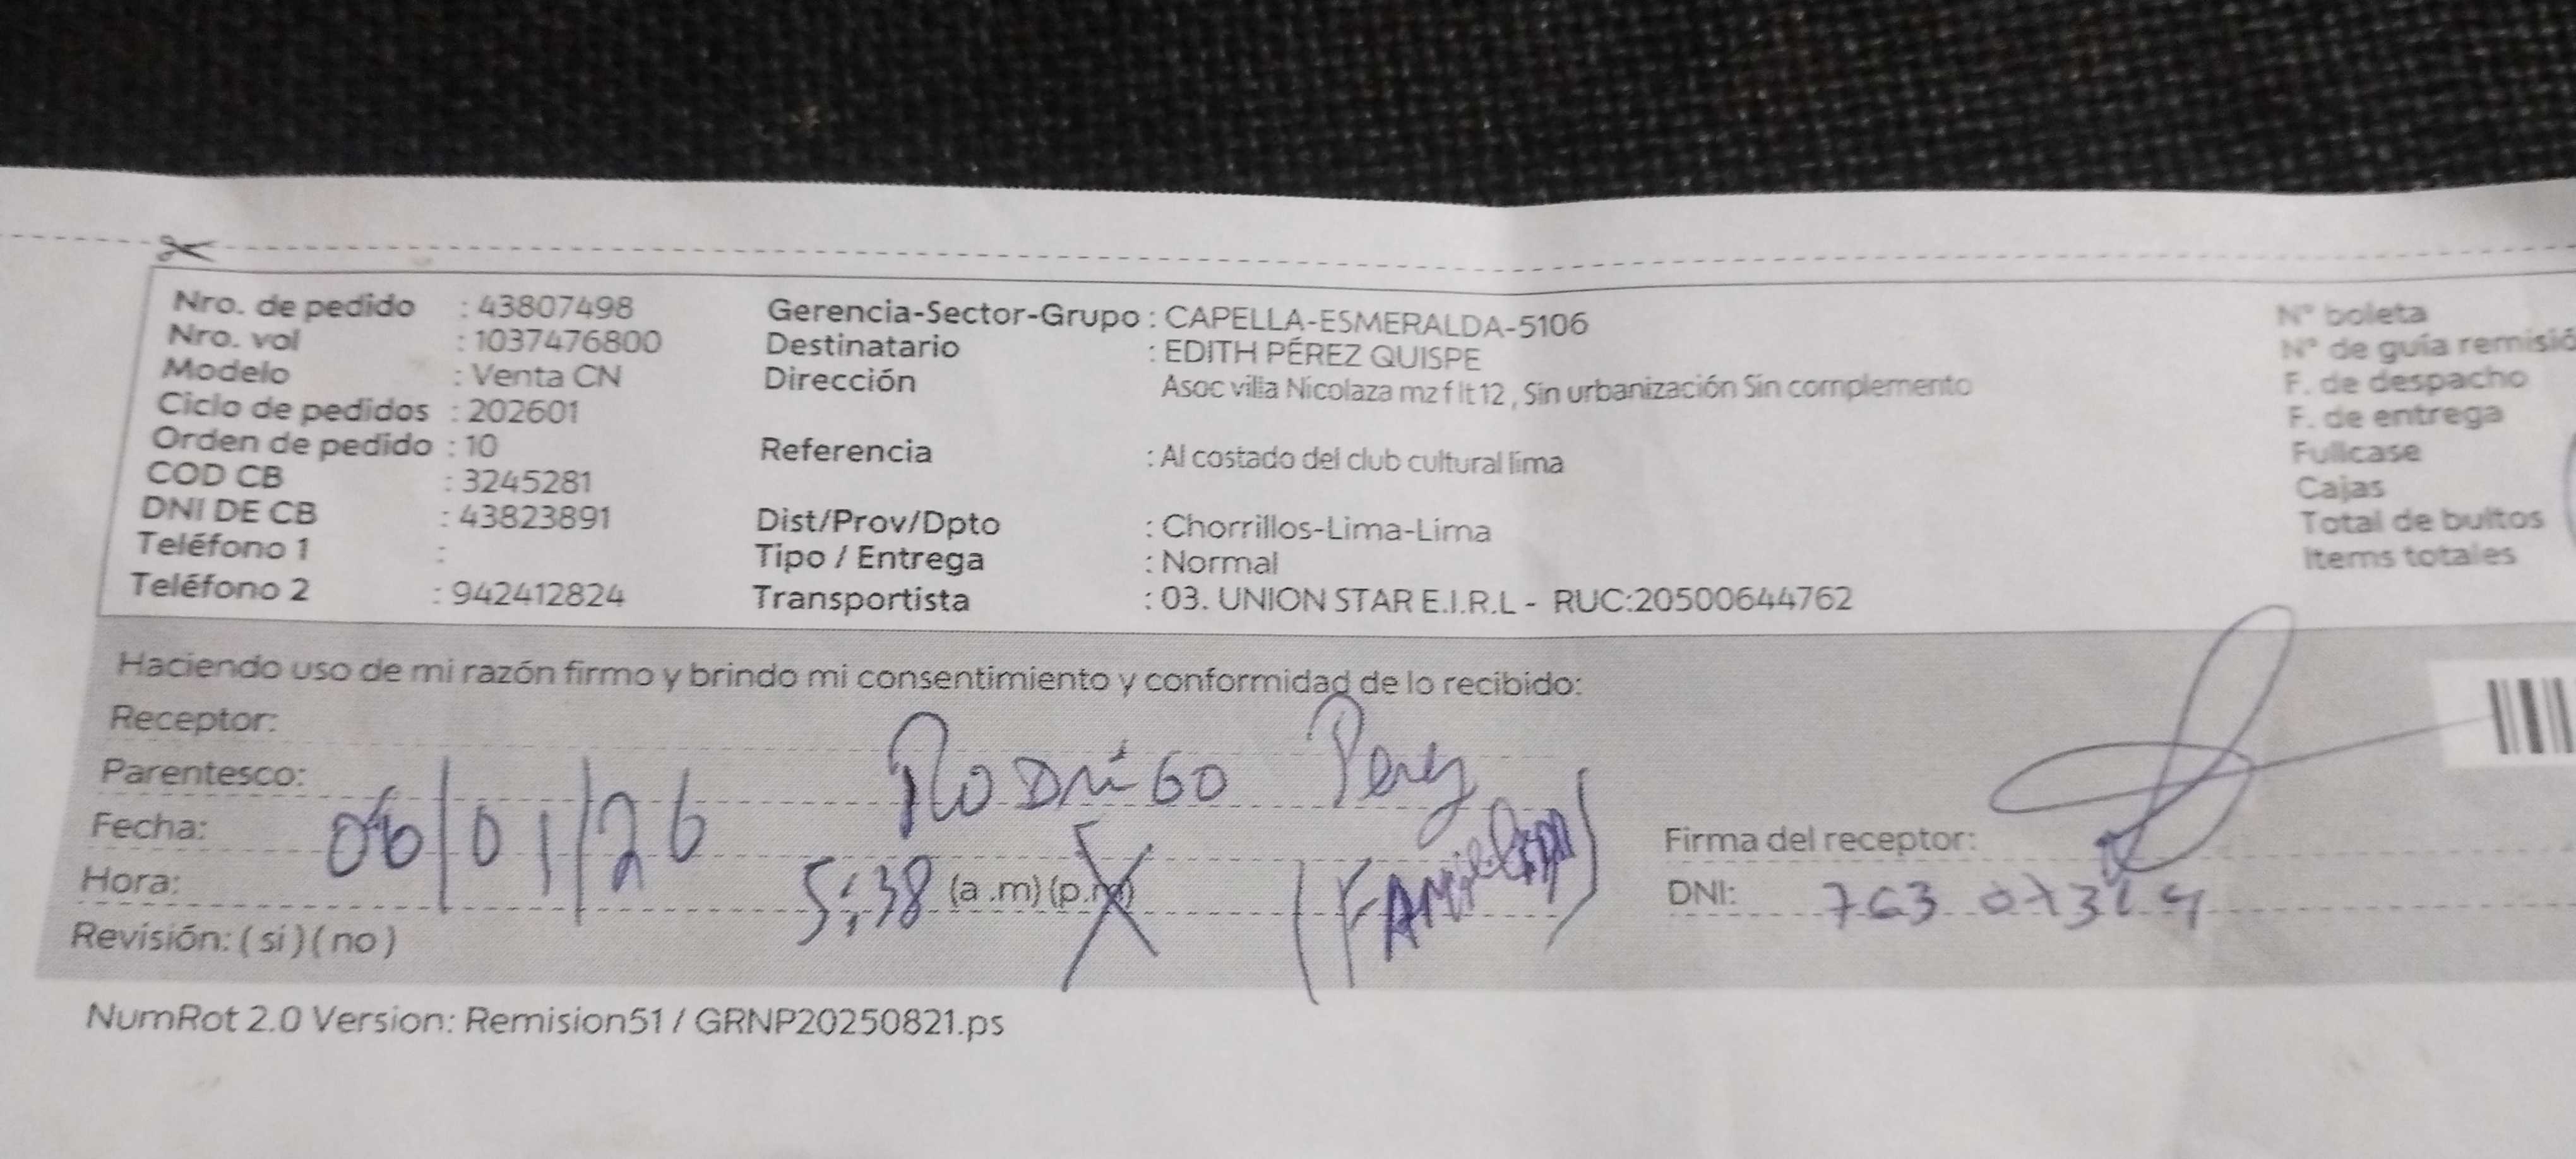 Nro. de pedido : 43807498
Nro. vol : 1037476800
Modelo : Venta CN
Ciclo de pedidos : 202601
Orden de pedido : 10
COD CB : 3245281
DNI DE CB : 43823891
Teléfono 1 :
Teléfono 2 : 942412824
Gerencia-Sector-Grupo : CAPELLA-ESMERALDA-5106
Destinatario : EDITH PÉREZ QUISPE
Dirección Asoc villa Nicolaza mz f lt 12 , Sin urbanización Sin complemento
Referencia : Al costado del club cultural lima
Dist/Prov/Dpto : Chorrillos-Lima-Lima
Tipo / Entrega : Normal
Transportista : 03. UNION STAR E.I.R.L - RUC:20500644762
N° boleta
N° de guía remisió
F. de despacho
F. de entrega
Fullcase
Cajas
Total de bultos
Items totales
Haciendo uso de mi razón firmo y brindo mi consentimiento y conformidad de lo recibido:
Receptor:
Parentesco: Rodrigo Perez
Fecha: 06/01/26
Hora: 5:38 (a .m) (p.m)
Firma del receptor:
DNI: 763
Revisión: ( si ) ( no )
NumRot 2.0 Version: Remision51 / GRNP20250821.ps